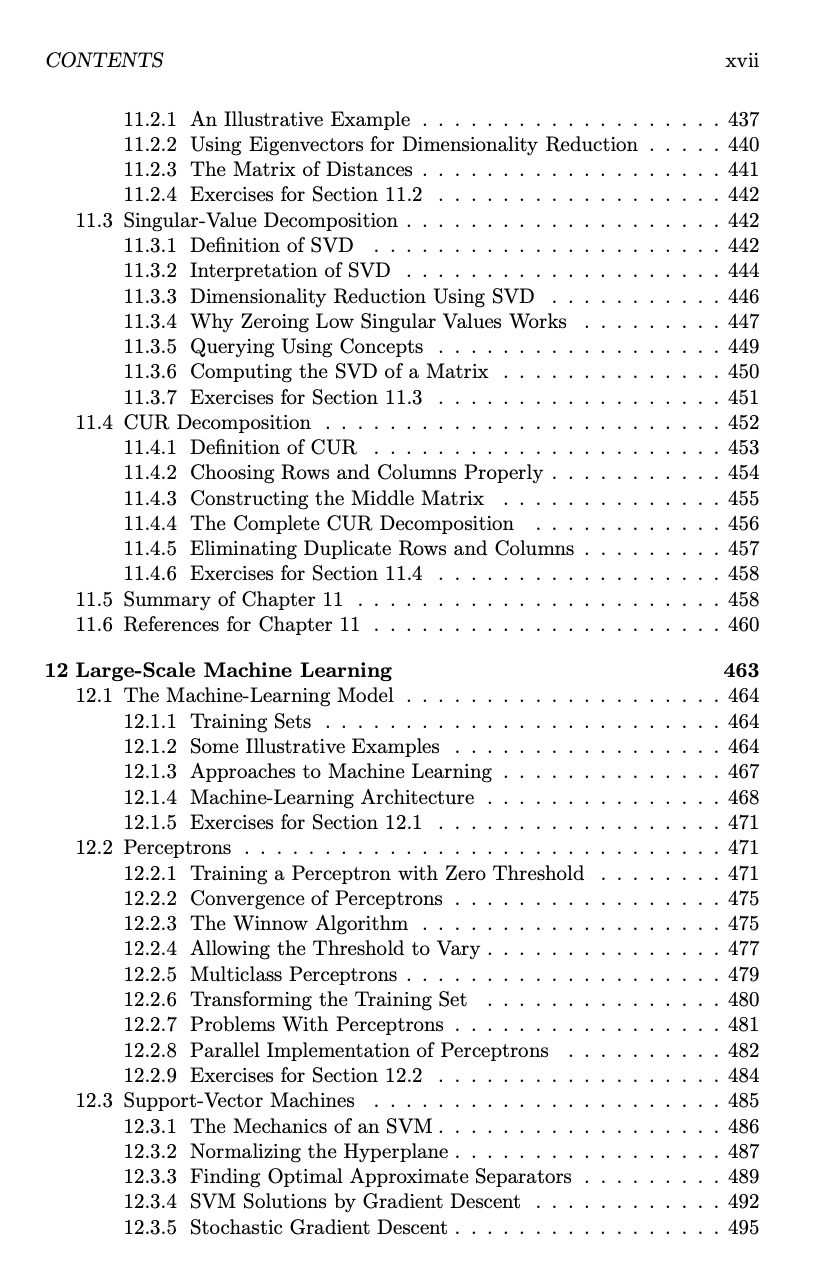 CONTENTS xvii
11.2.1 An Illustrative Example . . . . . . . . . . . . . . . . . . . 437
11.2.2 Using Eigenvectors for Dimensionality Reduction . . . . . 440
11.2.3 The Matrix of Distances . . . . . . . . . . . . . . . . . . . 441
11.2.4 Exercises for Section 11.2 . . . . . . . . . . . . . . . . . . 442
11.3 Singular-Value Decomposition . . . . . . . . . . . . . . . . . . . . 442
11.3.1 Definition of SVD . . . . . . . . . . . . . . . . . . . . . . 442
11.3.2 Interpretation of SVD . . . . . . . . . . . . . . . . . . . . 444
11.3.3 Dimensionality Reduction Using SVD . . . . . . . . . . . 446
11.3.4 Why Zeroing Low Singular Values Works . . . . . . . . . 447
11.3.5 Querying Using Concepts . . . . . . . . . . . . . . . . . . 449
11.3.6 Computing the SVD of a Matrix . . . . . . . . . . . . . . 450
11.3.7 Exercises for Section 11.3 . . . . . . . . . . . . . . . . . . 451
11.4 CUR Decomposition . . . . . . . . . . . . . . . . . . . . . . . . . 452
11.4.1 Definition of CUR . . . . . . . . . . . . . . . . . . . . . . 453
11.4.2 Choosing Rows and Columns Properly . . . . . . . . . . . 454
11.4.3 Constructing the Middle Matrix . . . . . . . . . . . . . . 455
11.4.4 The Complete CUR Decomposition . . . . . . . . . . . . 456
11.4.5 Eliminating Duplicate Rows and Columns . . . . . . . . . 457
11.4.6 Exercises for Section 11.4 . . . . . . . . . . . . . . . . . . 458
11.5 Summary of Chapter 11 . . . . . . . . . . . . . . . . . . . . . . . 458
11.6 References for Chapter 11 . . . . . . . . . . . . . . . . . . . . . . 460
12 Large-Scale Machine Learning 463
12.1 The Machine-Learning Model . . . . . . . . . . . . . . . . . . . . 464
12.1.1 Training Sets . . . . . . . . . . . . . . . . . . . . . . . . . 464
12.1.2 Some Illustrative Examples . . . . . . . . . . . . . . . . . 464
12.1.3 Approaches to Machine Learning . . . . . . . . . . . . . . 467
12.1.4 Machine-Learning Architecture . . . . . . . . . . . . . . . 468
12.1.5 Exercises for Section 12.1 . . . . . . . . . . . . . . . . . . 471
12.2 Perceptrons . . . . . . . . . . . . . . . . . . . . . . . . . . . . . . 471
12.2.1 Training a Perceptron with Zero Threshold . . . . . . . . 471
12.2.2 Convergence of Perceptrons . . . . . . . . . . . . . . . . . 475
12.2.3 The Winnow Algorithm . . . . . . . . . . . . . . . . . . . 475
12.2.4 Allowing the Threshold to Vary . . . . . . . . . . . . . . . 477
12.2.5 Multiclass Perceptrons . . . . . . . . . . . . . . . . . . . . 479
12.2.6 Transforming the Training Set . . . . . . . . . . . . . . . 480
12.2.7 Problems With Perceptrons . . . . . . . . . . . . . . . . . 481
12.2.8 Parallel Implementation of Perceptrons . . . . . . . . . . 482
12.2.9 Exercises for Section 12.2 . . . . . . . . . . . . . . . . . . 484
12.3 Support-Vector Machines . . . . . . . . . . . . . . . . . . . . . . 485
12.3.1 The Mechanics of an SVM . . . . . . . . . . . . . . . . . . 486
12.3.2 Normalizing the Hyperplane . . . . . . . . . . . . . . . . . 487
12.3.3 Finding Optimal Approximate Separators . . . . . . . . . 489
12.3.4 SVM Solutions by Gradient Descent . . . . . . . . . . . . 492
12.3.5 Stochastic Gradient Descent . . . . . . . . . . . . . . . . . 495